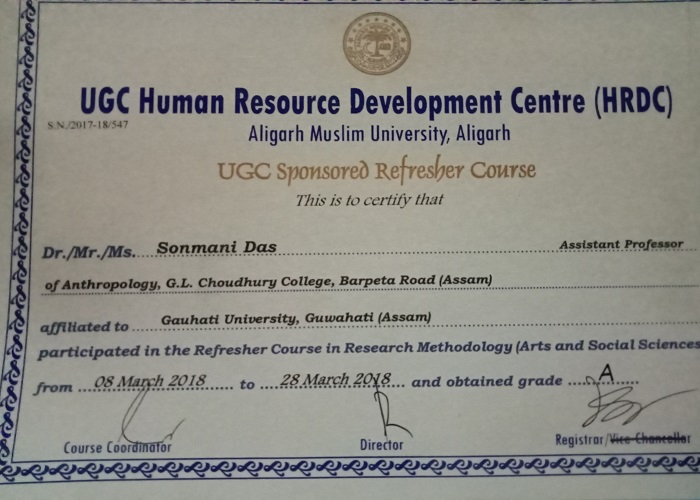 UGC Human Resource Development Centre (HRDC)
S.N./2017-18/547
Aligarh Muslim University, Aligarh
UGC Sponsored Refresher Course
This is to certify that
Dr./Mr./Ms. Sonmani Das Assistant Professor
of Anthropology, G.L. Choudhury College, Barpeta Road (Assam)
affiliated to Gauhati University, Guwahati (Assam)
participated in the Refresher Course in Research Methodology (Arts and Social Sciences
from 08 March 2018 to 28 March 2018 and obtained grade A
Course Coordinator Director Registrar/Vice-Chancellor